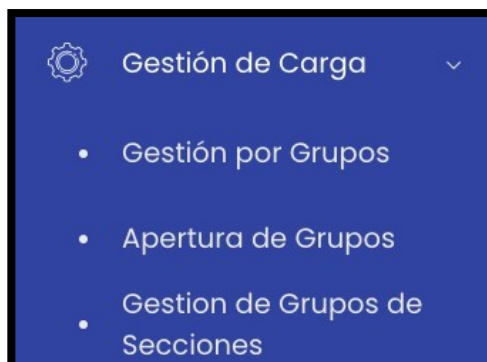 Gestión de Carga
Gestión por Grupos
Apertura de Grupos
Gestion de Grupos de
Secciones